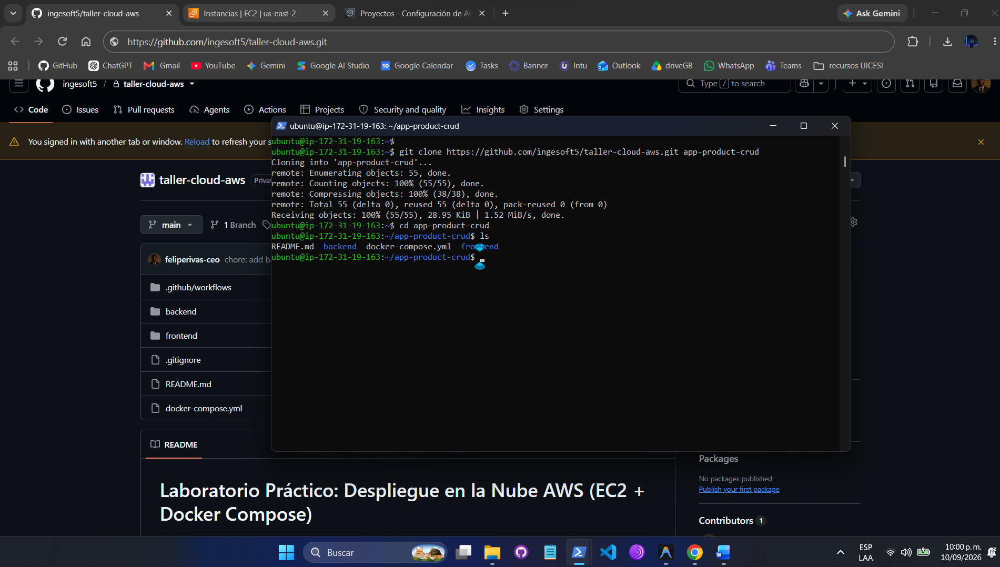 ingesoft5/taller-cloud-aws
Instancias | EC2 | us-east-2
Proyectos - Configuración de AV
Ask Gemini
https://github.com/ingesoft5/taller-cloud-aws.git
GitHub
ChatGPT
Gmail
YouTube
Gemini
Google AI Studio
10 Google Calendar
Tasks
Banner
Intu
Outlook
driveGB
WhatsApp
Teams
recursos UICESI
ingesoft5 / taller-cloud-aws
Type / to search
Code
Issues
Pull requests
Agents
Actions
Projects
Security and quality
Insights
Settings
You signed in with another tab or window. Reload to refresh your s
ubuntu@ip-172-31-19-163: ~/app-product-crud
ubuntu@ip-172-31-19-163:~$
ubuntu@ip-172-31-19-163:~$ git clone https://github.com/ingesoft5/taller-cloud-aws.git app-product-crud
Cloning into 'app-product-crud'...
remote: Enumerating objects: 55, done.
remote: Counting objects: 100% (55/55), done.
remote: Compressing objects: 100% (38/38), done.
remote: Total 55 (delta 0), reused 55 (delta 0), pack-reused 0 (from 0)
Receiving objects: 100% (55/55), 28.95 KiB | 1.52 MiB/s, done.
ubuntu@ip-172-31-19-163:~$ cd app-product-crud
ubuntu@ip-172-31-19-163:~/app-product-crud$ ls
README.md  backend  docker-compose.yml  frontend
ubuntu@ip-172-31-19-163:~/app-product-crud$
taller-cloud-aws
Privat
main
1 Branch
feliperivas-ceo chore: add ba
.github/workflows
backend
frontend
.gitignore
README.md
docker-compose.yml
README
Laboratorio Práctico: Despliegue en la Nube AWS (EC2 +
Docker Compose)
Packages
No packages published
Publish your first package
Contributors 1
Buscar
ESP
LAA
10:00 p. m.
10/09/2026